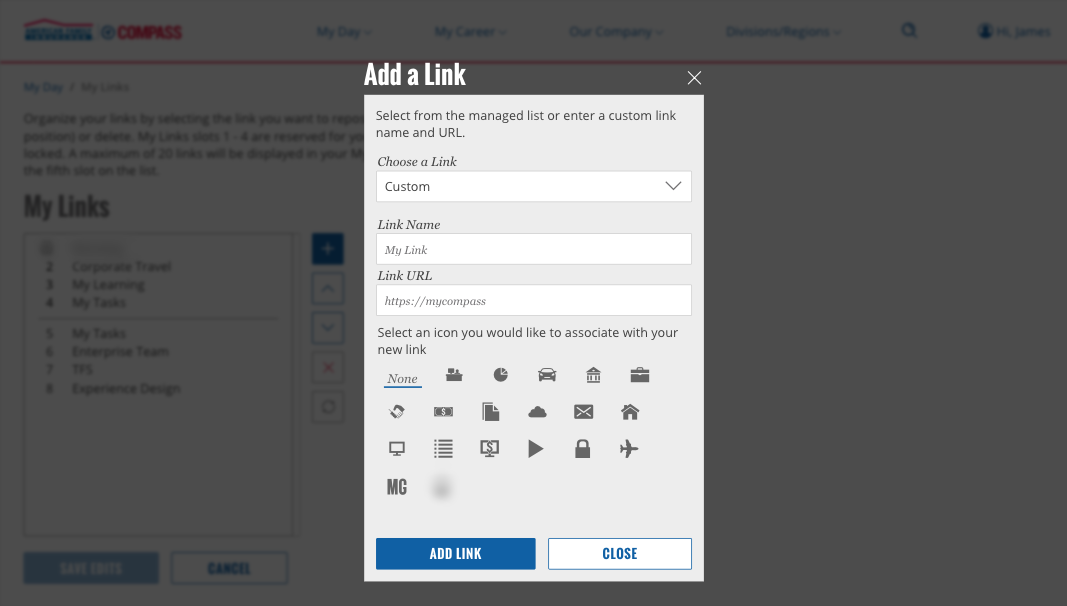 AMERICAN FAMILY
INSURANCE
COMPASS
My Day
My Career
Our Company
Divisions/Regions
Hi, James
Add a Link
My Day / My Links
Organize your links by selecting the link you want to repos
position) or delete. My Links slots 1 - 4 are reserved for yo
locked. A maximum of 20 links will be displayed in your My
the fifth slot on the list.
My Links
2 Corporate Travel
3 My Learning
4 My Tasks
5 My Tasks
6 Enterprise Team
7 TFS
8 Experience Design
SAVE EDITS
CANCEL
Select from the managed list or enter a custom link
name and URL.
Choose a Link
Custom
Link Name
My Link
Link URL
https://mycompass
Select an icon you would like to associate with your
new link
None
MG
ADD LINK
CLOSE